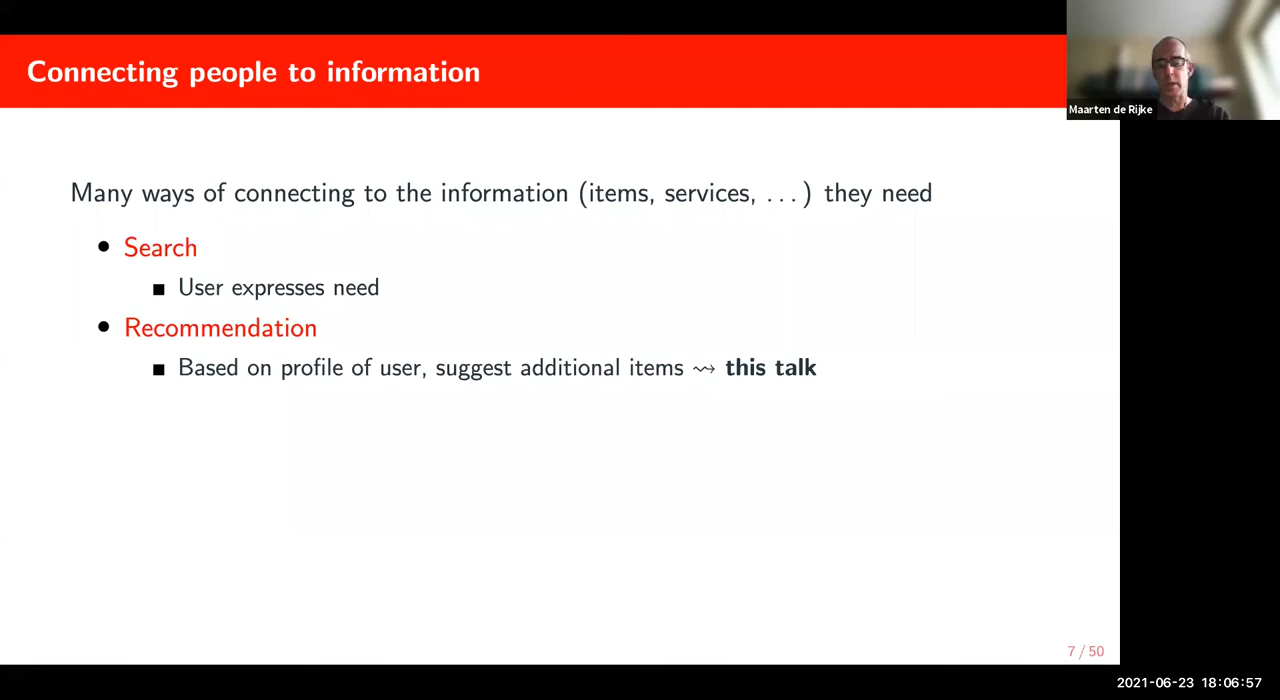 Connecting people to information
Maarten de Rijke
Many ways of connecting to the information (items, services, ...) they need
• Search
■ User expresses need
• Recommendation
■ Based on profile of user, suggest additional items ⇝ this talk
7 / 50
2021-06-23 18:06:57